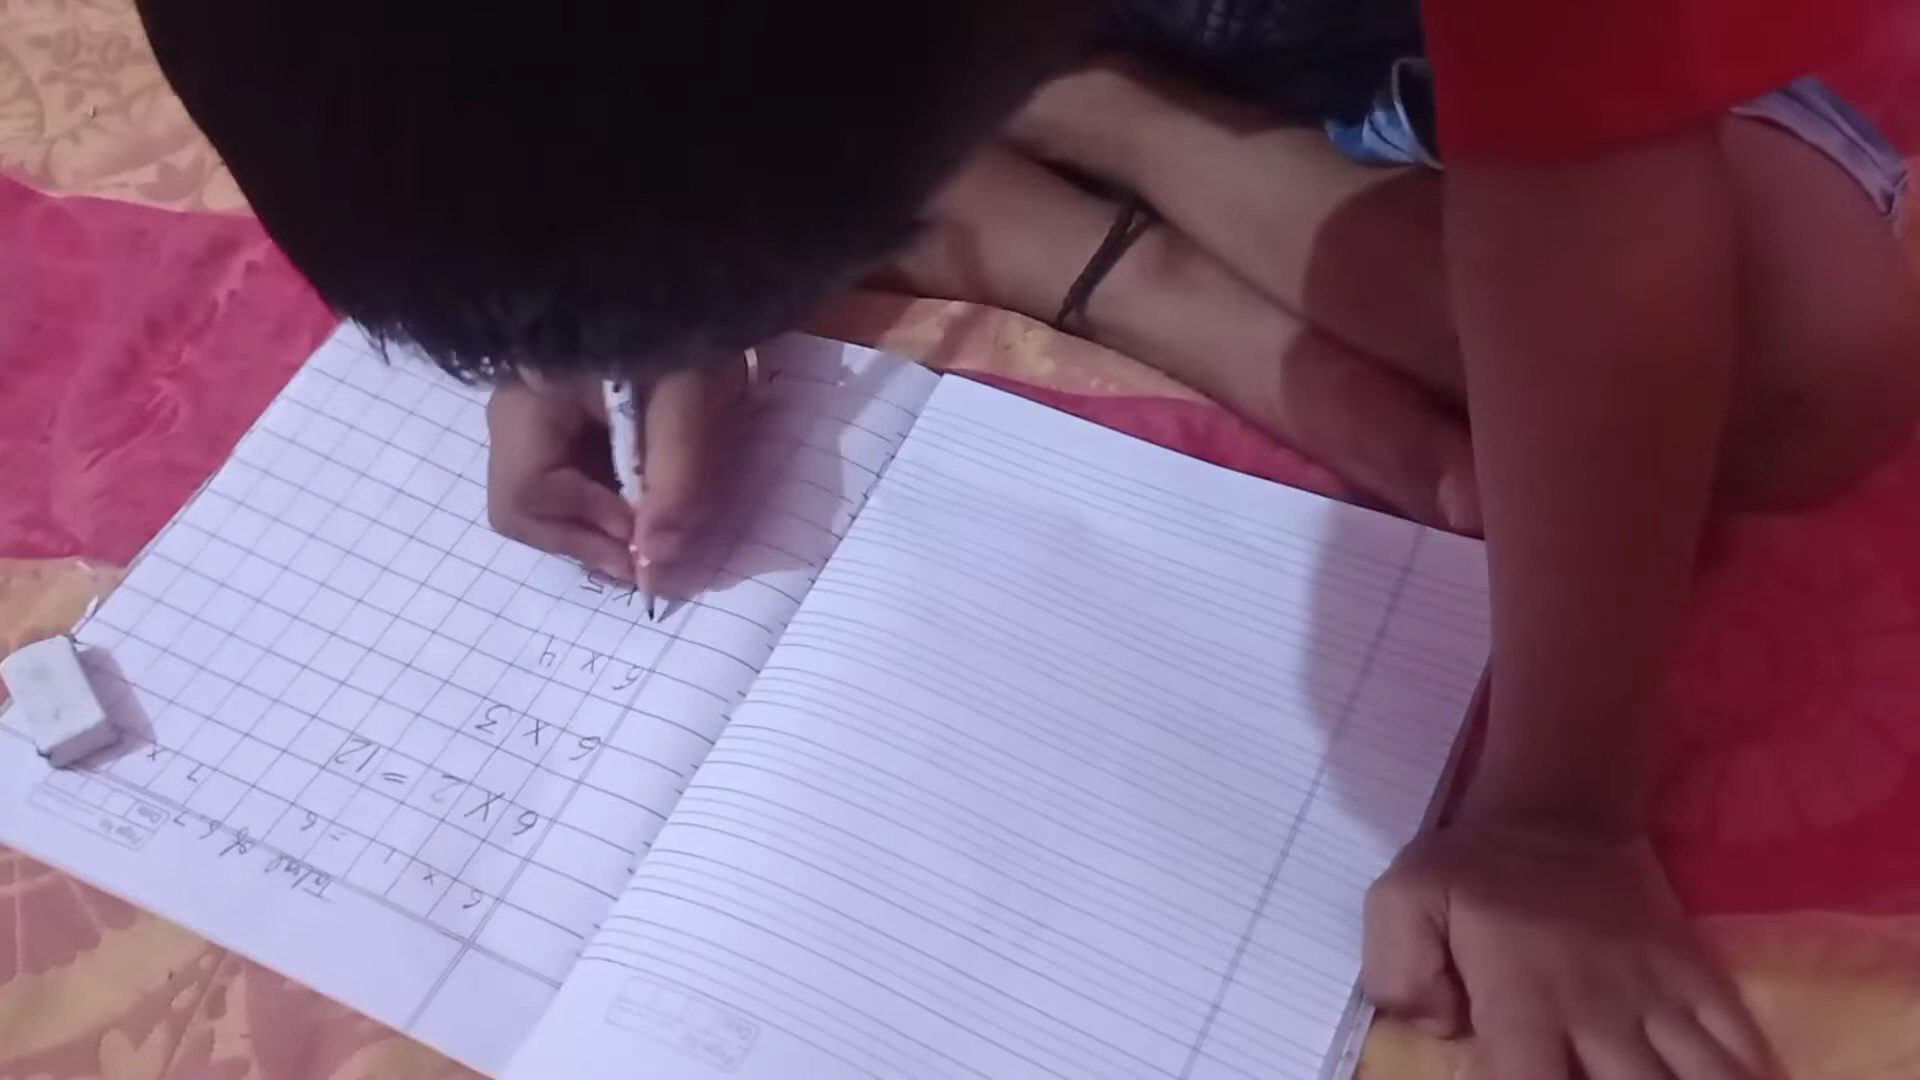 Table of 6, 7
6 x 1 = 6 7 x
6 x 2 = 12
6 x 3
6 x 4
x 5